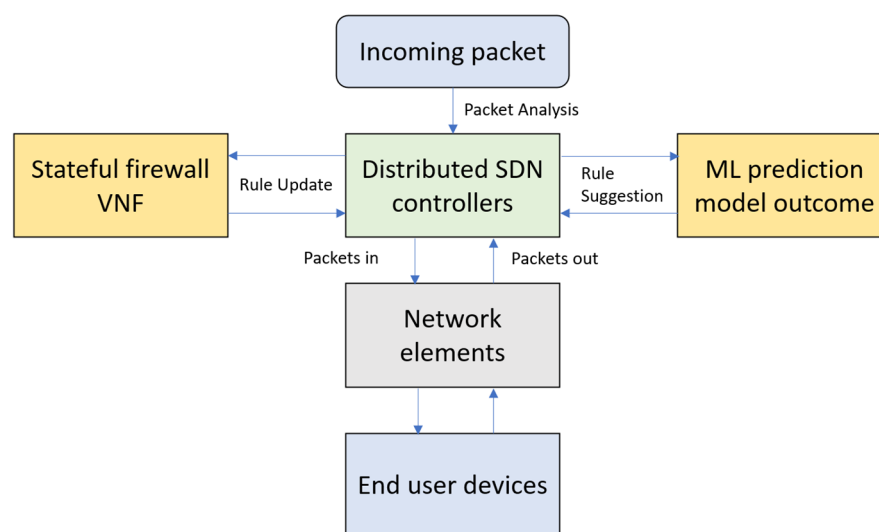 Incoming packet
Packet Analysis
Stateful firewall
VNF
Rule Update
Distributed SDN
controllers
Rule
Suggestion
ML prediction
model outcome
Packets in
Packets out
Network
elements
End user devices